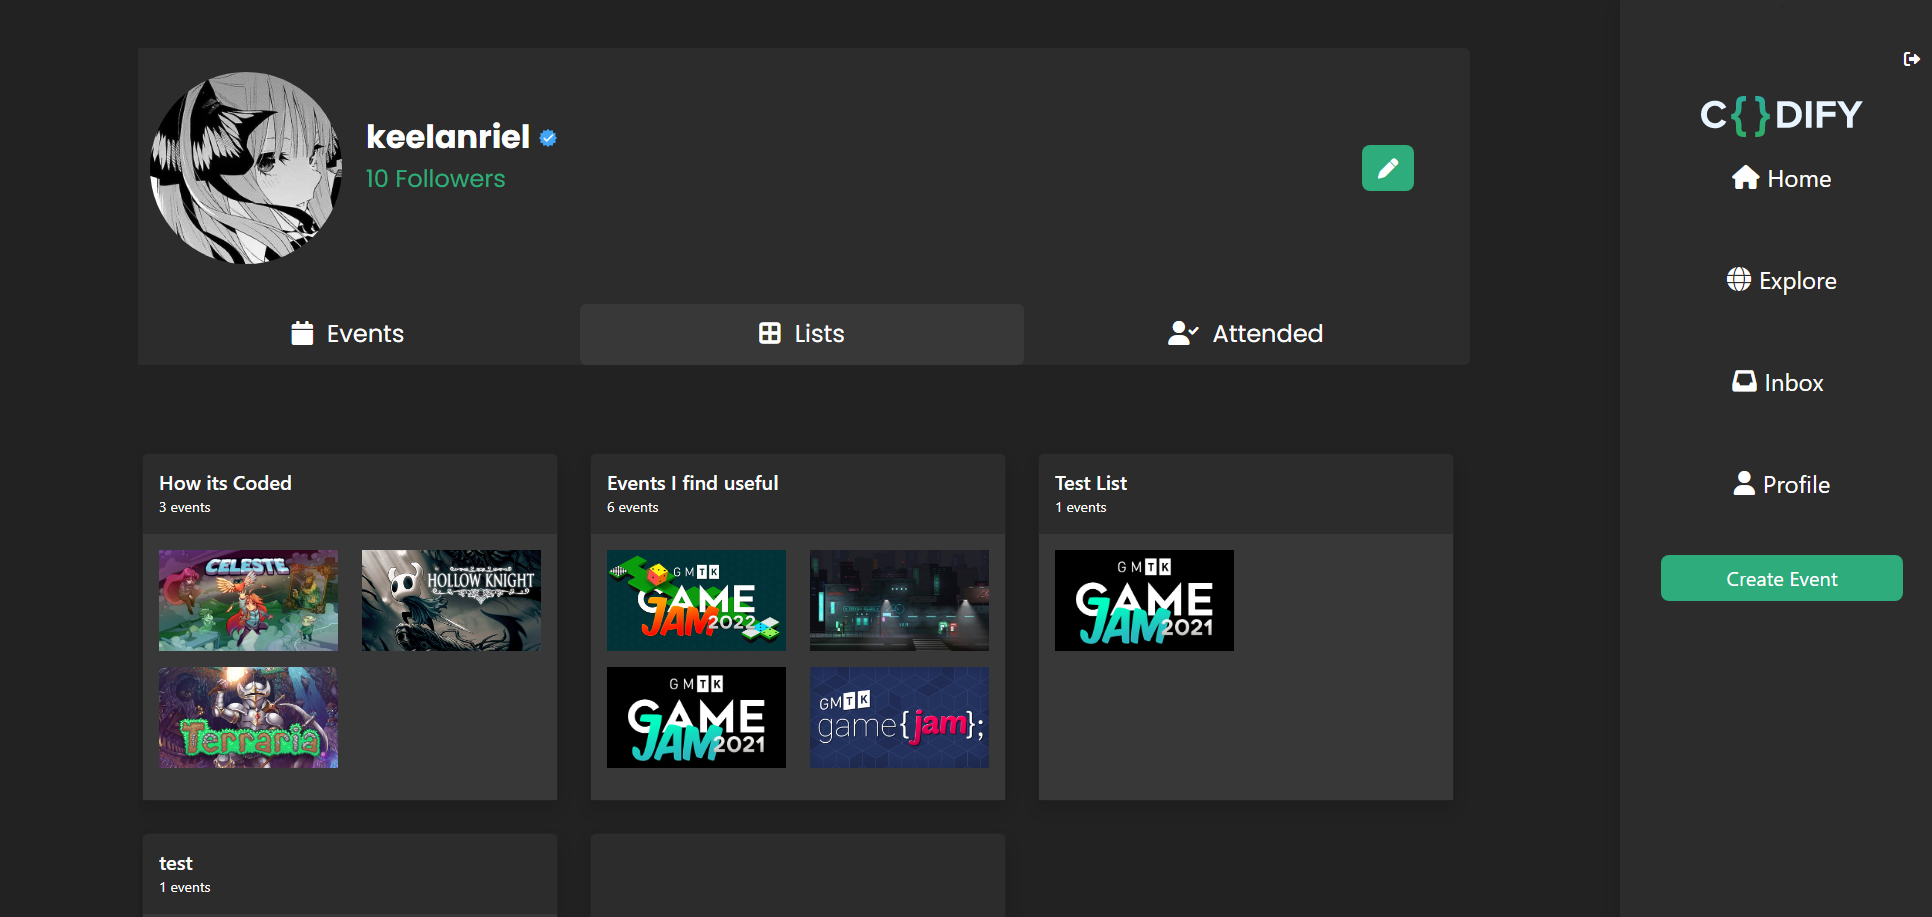 keelanriel
10 Followers
Events
Lists
Attended
C{}DIFY
Home
Explore
Inbox
Profile
Create Event
How its Coded
3 events
CELESTE
HOLLOW KNIGHT
Terraria
Events I find useful
6 events
GMTK
GAME
JAM 2022
GMTK
GAME
JAM 2021
GMTK
game{jam};
Test List
1 events
GMTK
GAME
JAM 2021
test
1 events